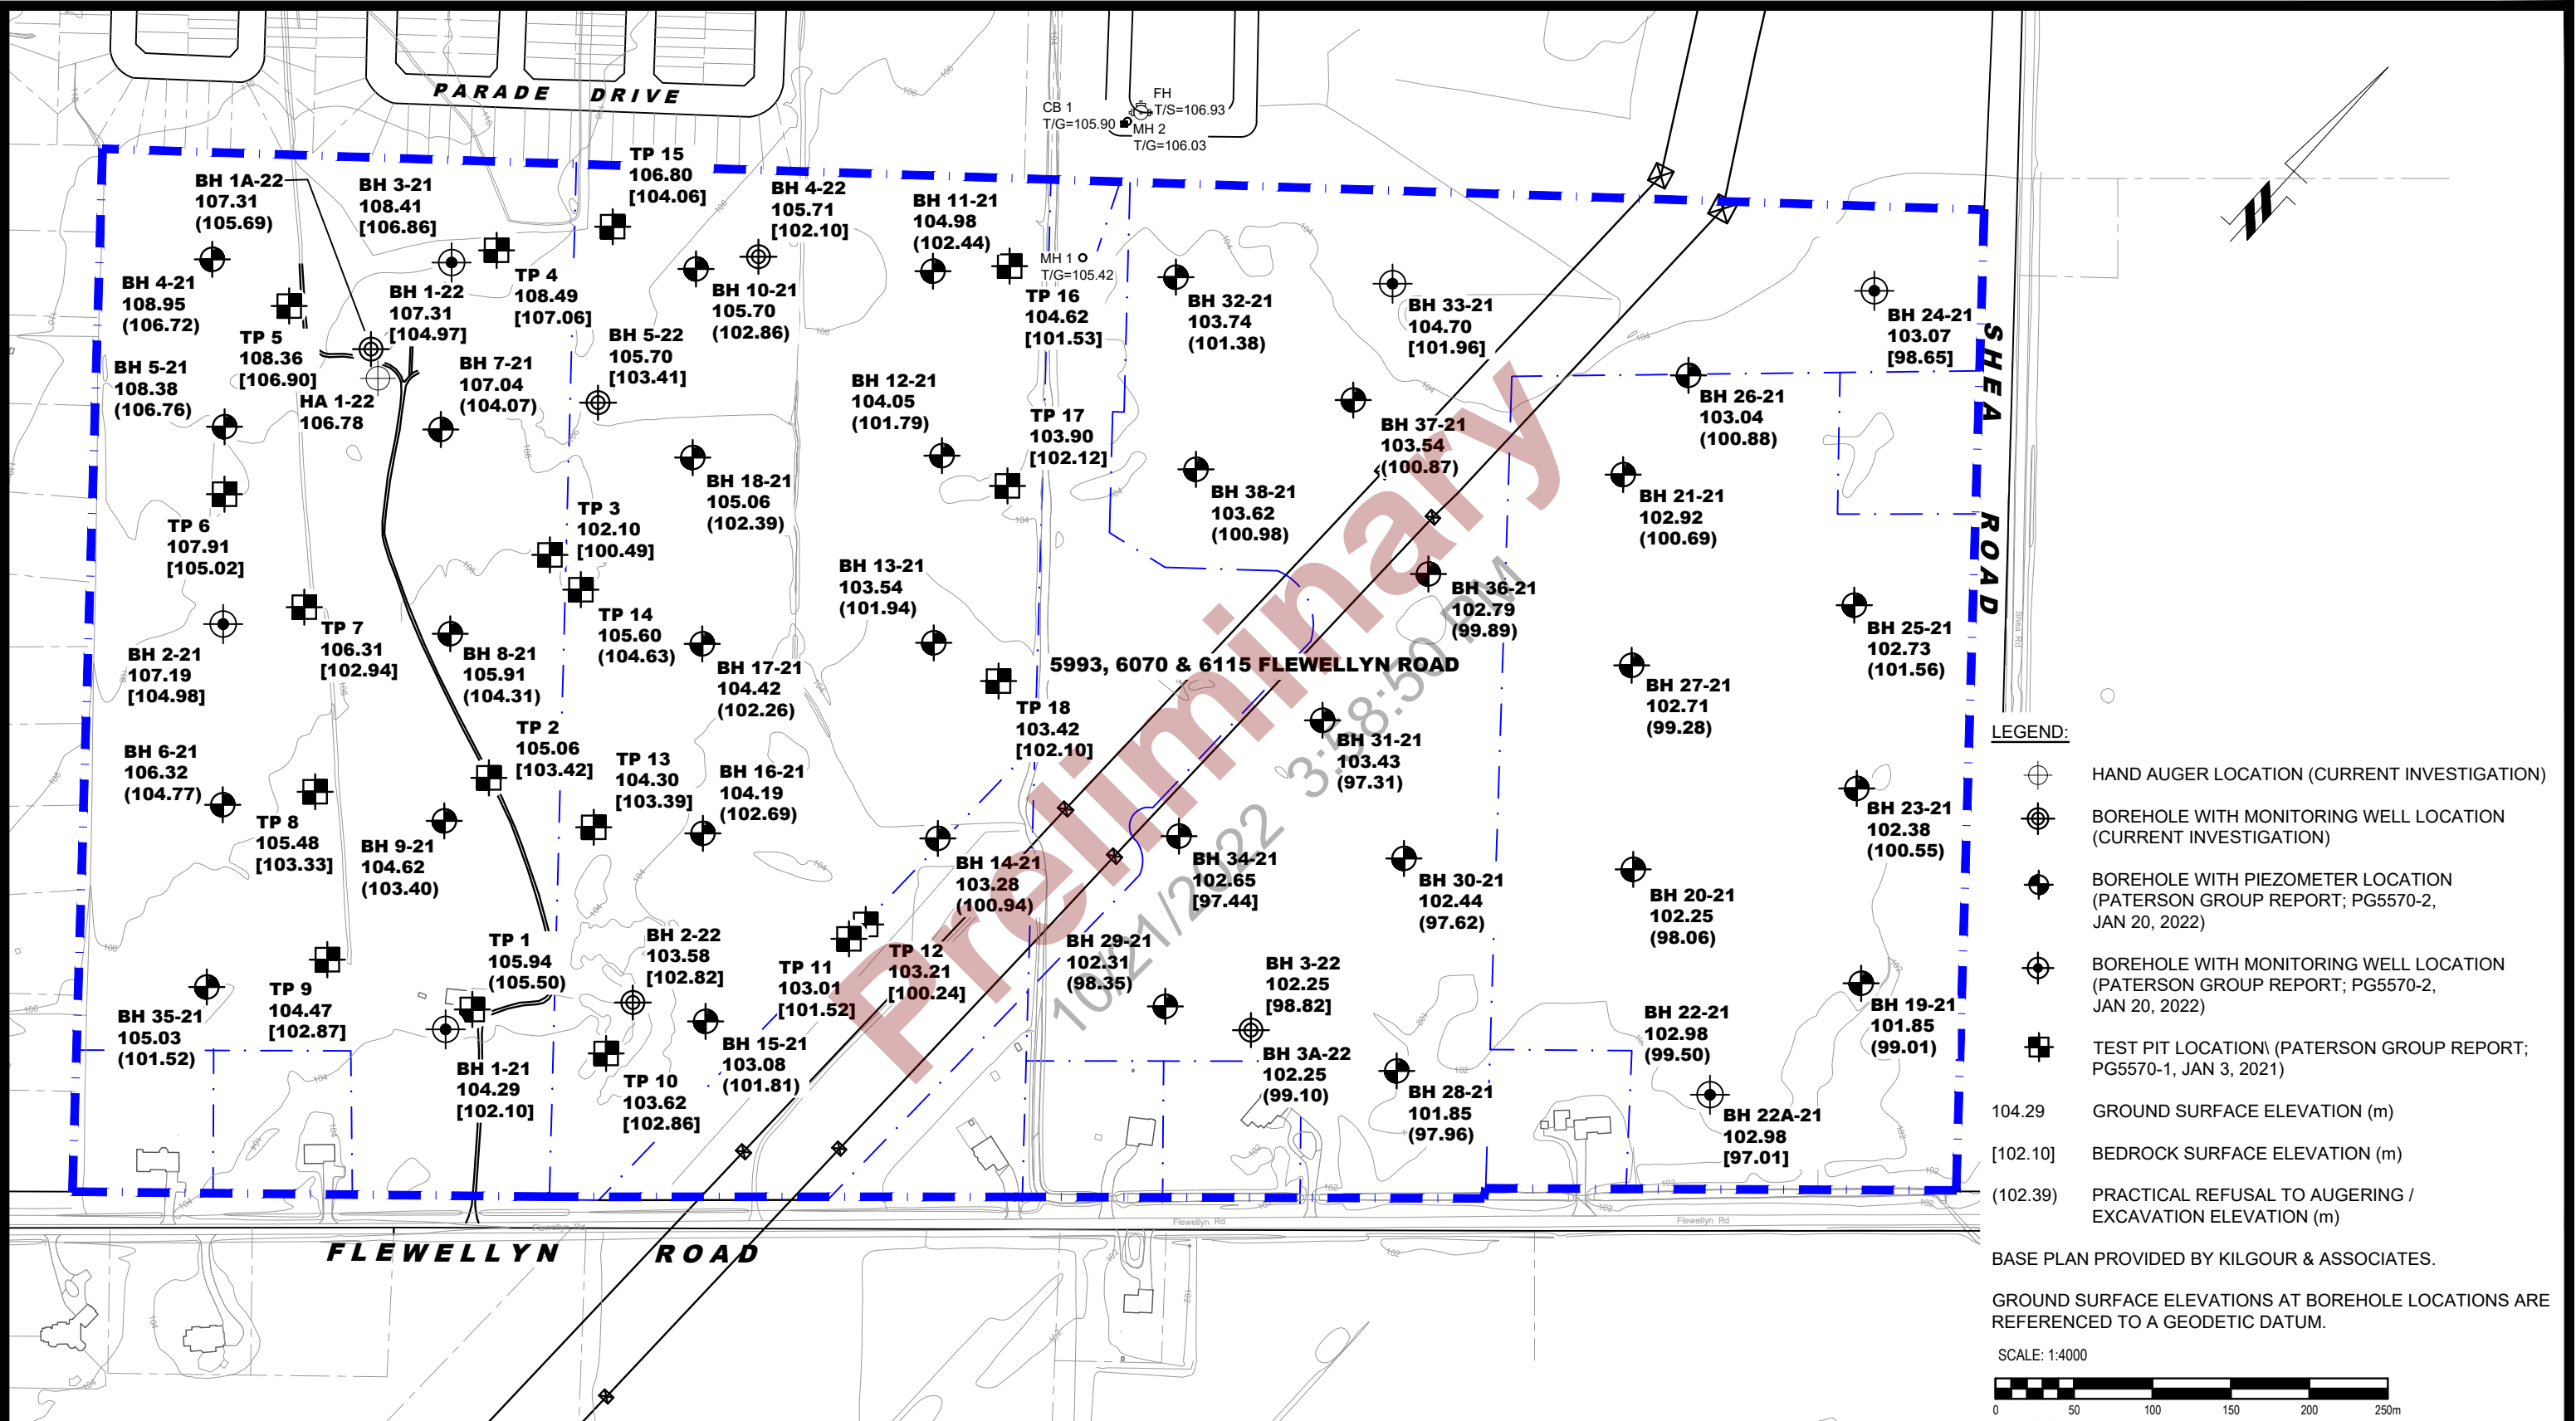 PARADE DRIVE
CB 1
T/G=105.90
FH
T/S=106.93
MH 2
T/G=106.03
BH 1A-22
107.31
(105.69)
BH 3-21
108.41
[106.86]
TP 15
106.80
[104.06]
BH 4-22
105.71
[102.10]
BH 11-21
104.98
(102.44)
MH 1
T/G=105.42
BH 4-21
108.95
(106.72)
TP 5
108.36
[106.90]
BH 1-22
107.31
[104.97]
TP 4
108.49
[107.06]
BH 10-21
105.70
(102.86)
TP 16
104.62
[101.53]
BH 32-21
103.74
(101.38)
BH 33-21
104.70
[101.96]
BH 24-21
103.07
[98.65]
BH 5-21
108.38
(106.76)
HA 1-22
106.78
BH 7-21
107.04
(104.07)
BH 5-22
105.70
[103.41]
BH 12-21
104.05
(101.79)
TP 17
103.90
[102.12]
BH 37-21
103.54
(100.87)
BH 26-21
103.04
(100.88)
SHEA ROAD
Shea Rd
TP 6
107.91
[105.02]
BH 18-21
105.06
(102.39)
TP 3
102.10
[100.49]
BH 38-21
103.62
(100.98)
BH 21-21
102.92
(100.69)
BH 2-21
107.19
[104.98]
TP 7
106.31
[102.94]
BH 8-21
105.91
(104.31)
TP 14
105.60
(104.63)
BH 17-21
104.42
(102.26)
BH 13-21
103.54
(101.94)
BH 36-21
102.79
(99.89)
BH 25-21
102.73
(101.56)
5993, 6070 & 6115 FLEWELLYN ROAD
BH 27-21
102.71
(99.28)
BH 6-21
106.32
(104.77)
TP 2
105.06
[103.42]
TP 13
104.30
[103.39]
BH 16-21
104.19
(102.69)
TP 18
103.42
[102.10]
BH 31-21
103.43
(97.31)
TP 8
105.48
[103.33]
BH 9-21
104.62
(103.40)
BH 14-21
103.28
(100.94)
BH 34-21
102.65
[97.44]
BH 30-21
102.44
(97.62)
BH 20-21
102.25
(98.06)
BH 23-21
102.38
(100.55)
BH 35-21
105.03
(101.52)
TP 9
104.47
[102.87]
TP 1
105.94
(105.50)
BH 2-22
103.58
[102.82]
TP 11
103.01
[101.52]
TP 12
103.21
[100.24]
BH 29-21
102.31
(98.35)
BH 3-22
102.25
[98.82]
BH 22-21
102.98
(99.50)
BH 19-21
101.85
(99.01)
BH 1-21
104.29
[102.10]
TP 10
103.62
[102.86]
BH 15-21
103.08
(101.81)
BH 3A-22
102.25
(99.10)
BH 28-21
101.85
(97.96)
BH 22A-21
102.98
[97.01]
Preliminary
10/21/2022 3:58:50 PM
Flewellyn Rd
Flewellyn Rd
Flewellyn Rd
FLEWELLYN ROAD
LEGEND:
HAND AUGER LOCATION (CURRENT INVESTIGATION)
BOREHOLE WITH MONITORING WELL LOCATION
(CURRENT INVESTIGATION)
BOREHOLE WITH PIEZOMETER LOCATION
(PATERSON GROUP REPORT; PG5570-2,
JAN 20, 2022)
BOREHOLE WITH MONITORING WELL LOCATION
(PATERSON GROUP REPORT; PG5570-2,
JAN 20, 2022)
TEST PIT LOCATION\ (PATERSON GROUP REPORT;
PG5570-1, JAN 3, 2021)
104.29 GROUND SURFACE ELEVATION (m)
[102.10] BEDROCK SURFACE ELEVATION (m)
(102.39) PRACTICAL REFUSAL TO AUGERING /
EXCAVATION ELEVATION (m)
BASE PLAN PROVIDED BY KILGOUR & ASSOCIATES.
GROUND SURFACE ELEVATIONS AT BOREHOLE LOCATIONS ARE
REFERENCED TO A GEODETIC DATUM.
SCALE: 1:4000
0 50 100 150 200 250m